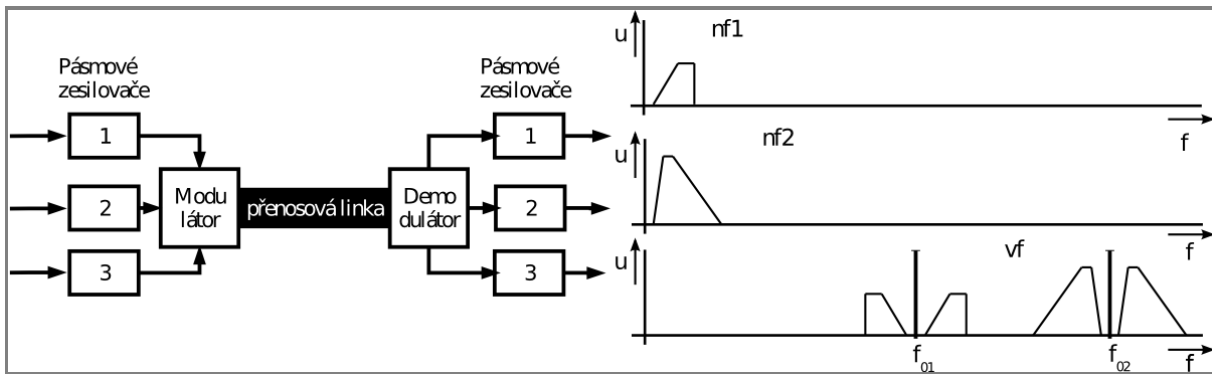 Pásmové
zesilovače
1
2
3
Modu
látor
přenosová linka
Demo
dulátor
Pásmové
zesilovače
1
2
3
u
nf1
f
u
nf2
f
u
vf
f01
f02
f